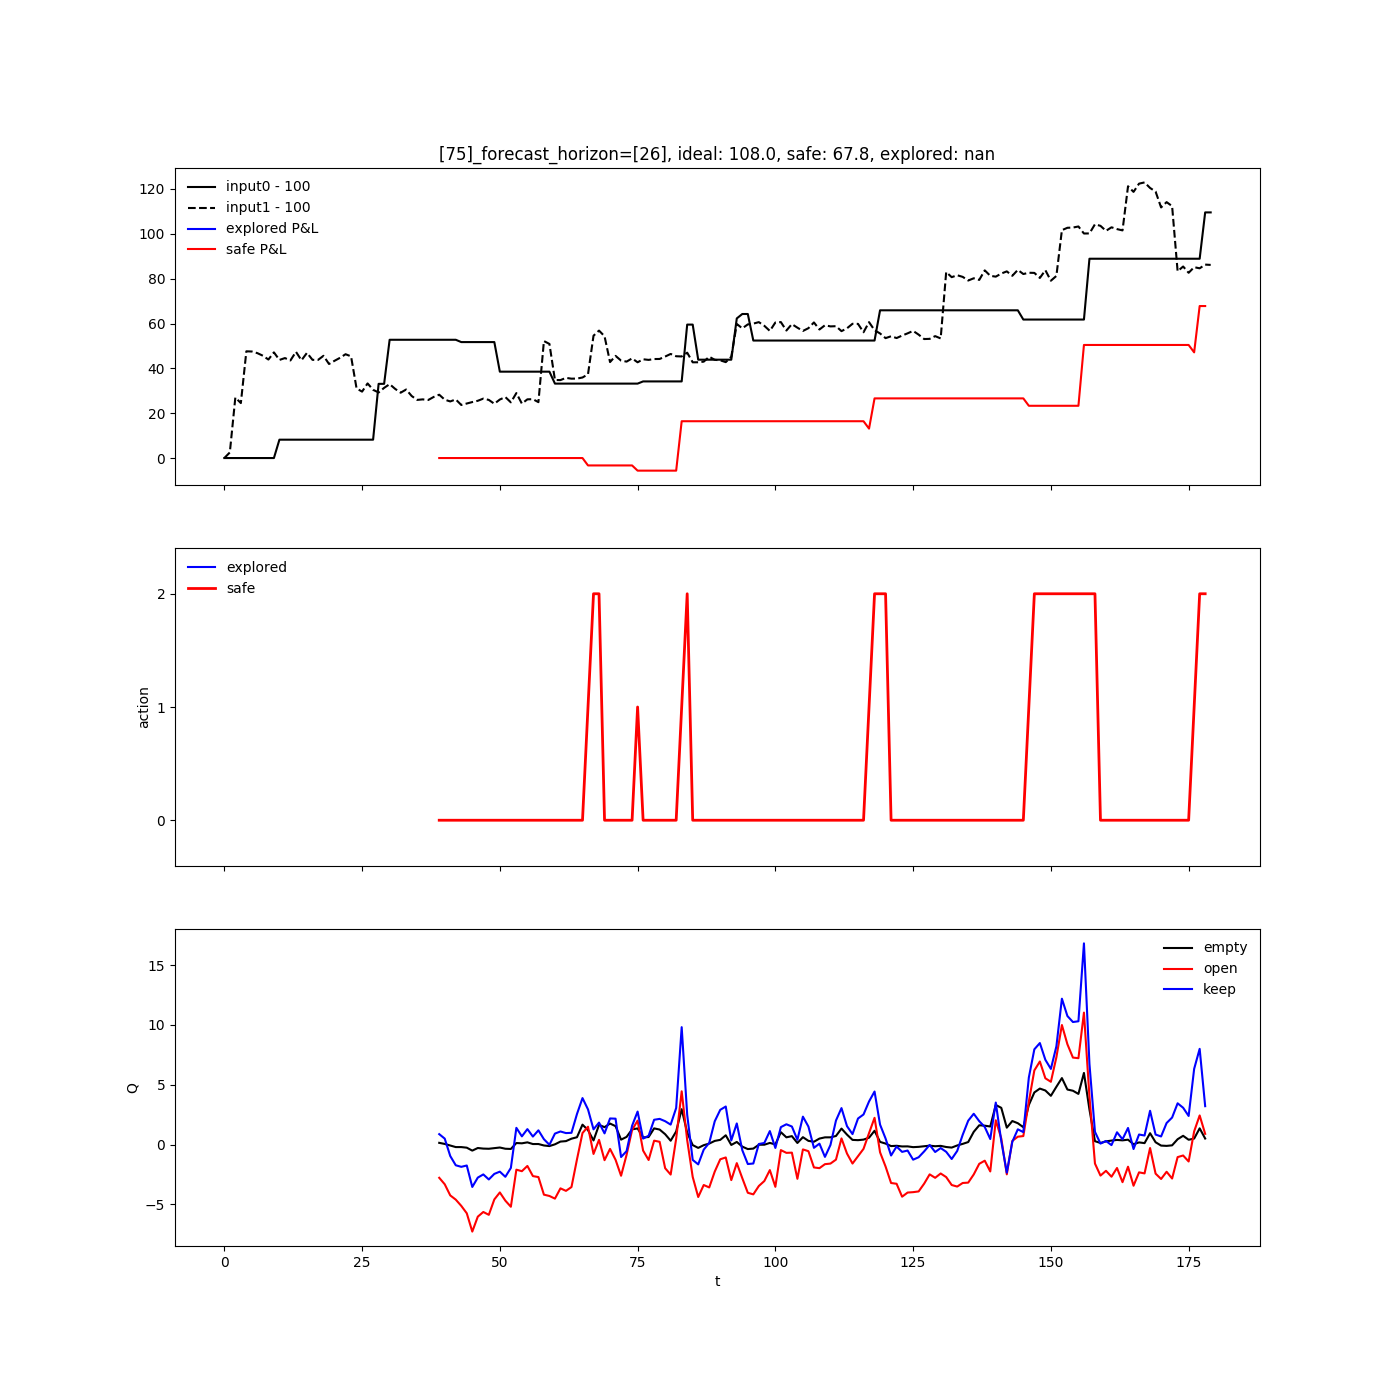 [75]_forecast_horizon=[26], ideal: 108.0, safe: 67.8, explored: nan
input0 - 100
input1 - 100
explored P&L
safe P&L
120
100
80
60
40
20
0
explored
safe
action
2
1
0
empty
open
keep
Q
15
10
5
0
−5
0 25 50 75 100 125 150 175
t